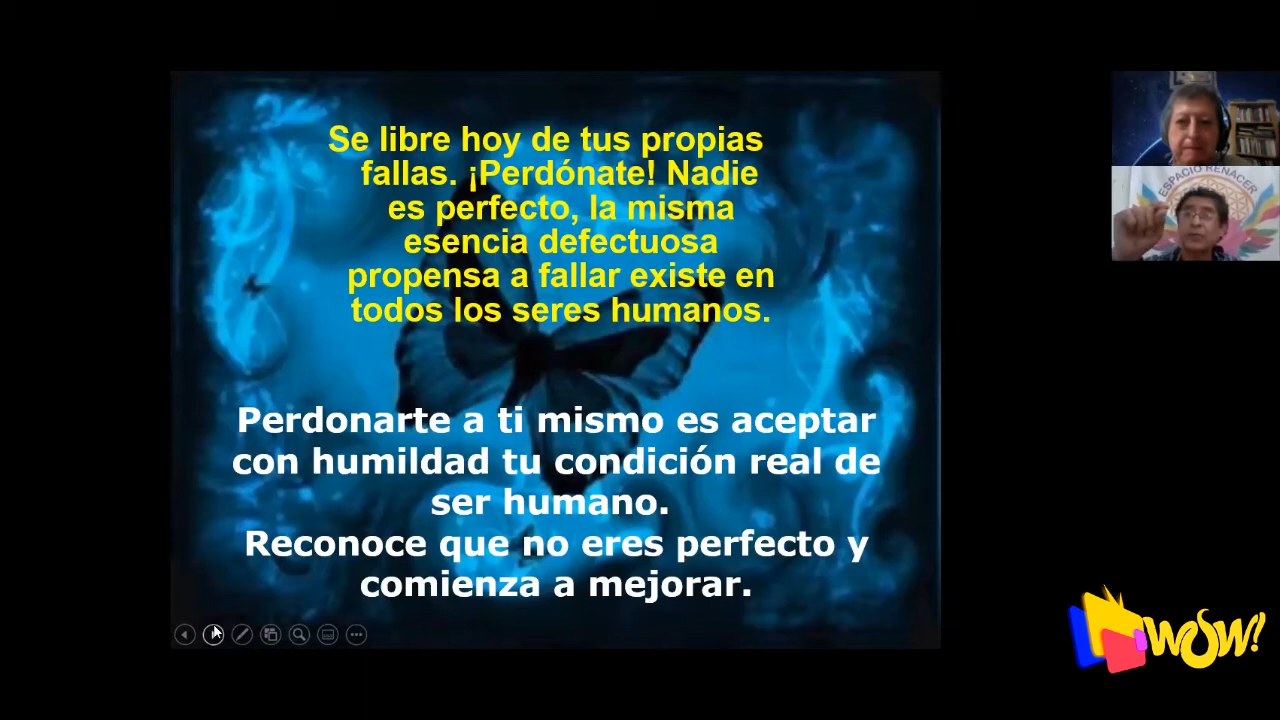 Se libre hoy de tus propias
fallas. ¡Perdónate! Nadie
es perfecto, la misma
esencia defectuosa
propensa a fallar existe en
todos los seres humanos.
Perdonarte a ti mismo es aceptar
con humildad tu condición real de
ser humano.
Reconoce que no eres perfecto y
comienza a mejorar.
ESPACIO RENACER
WOW!